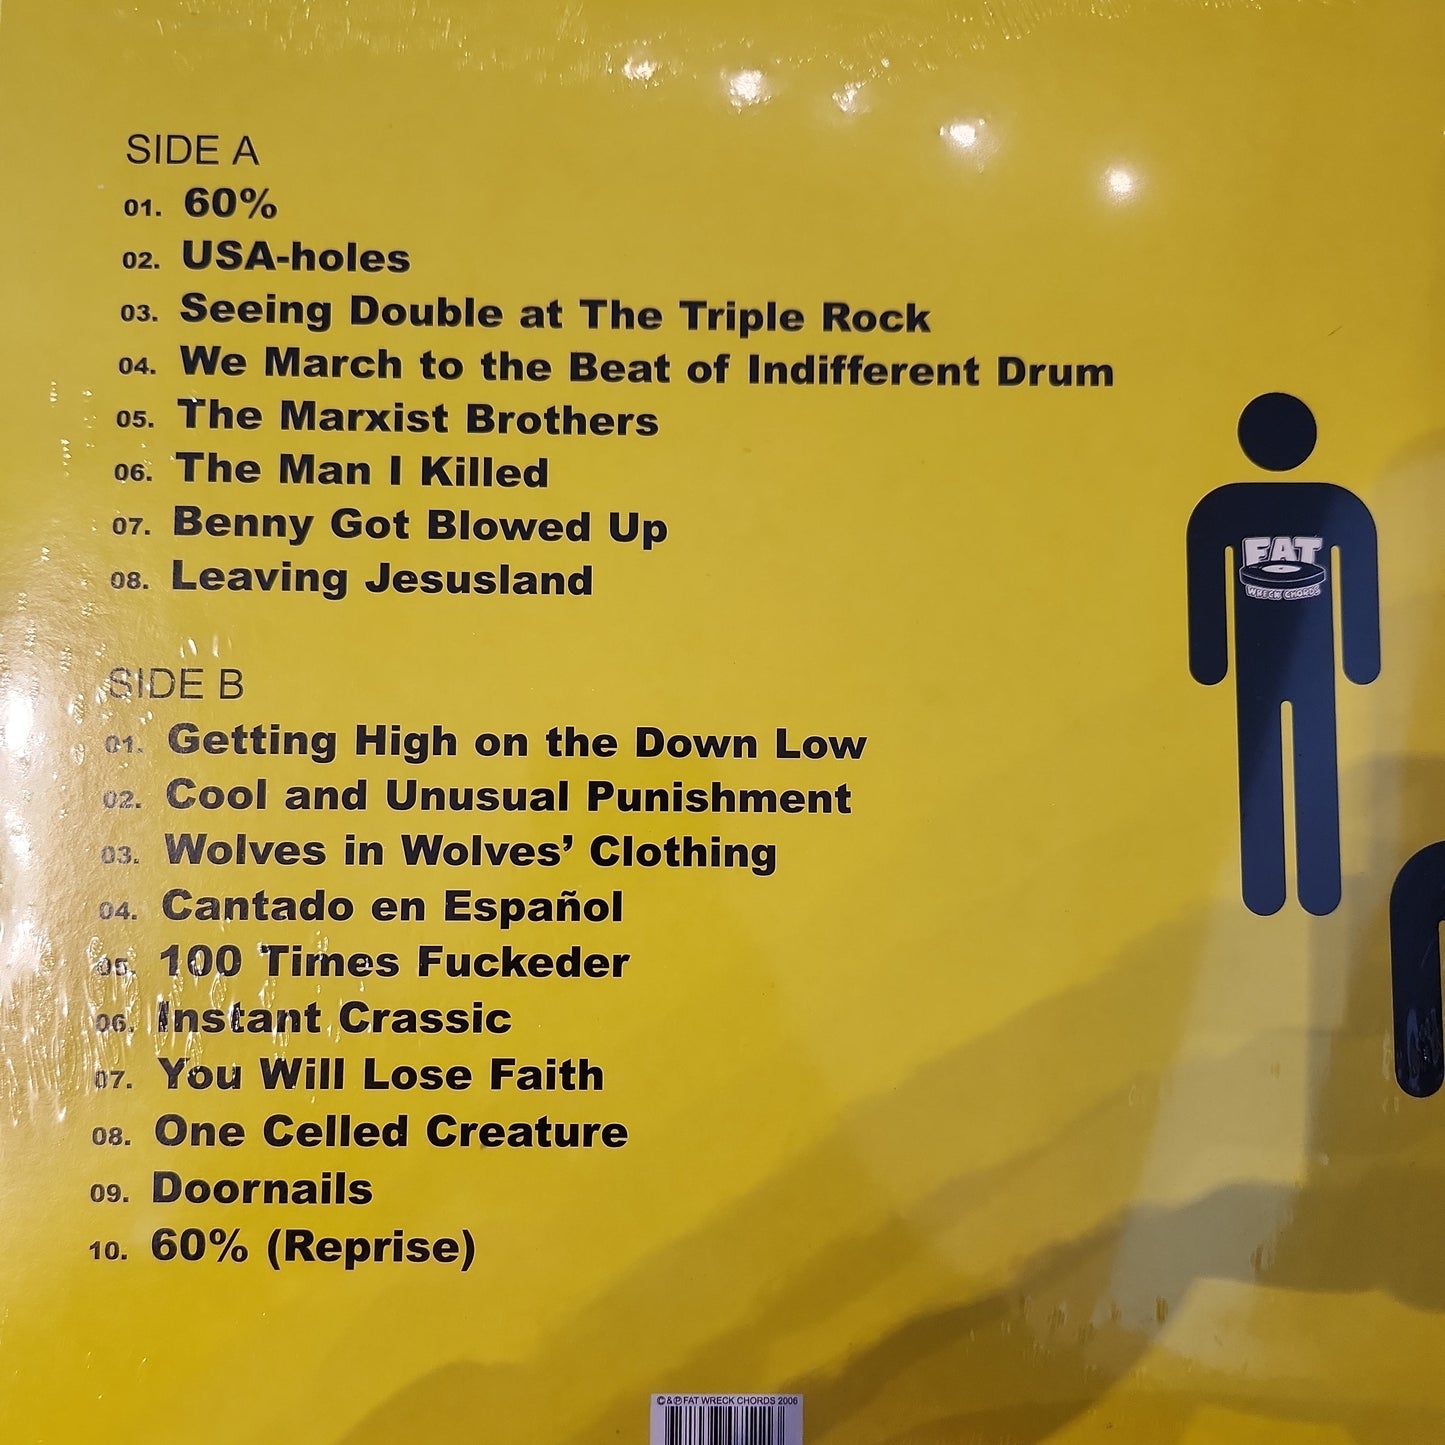 SIDE A
01. 60%
02. USA-holes
03. Seeing Double at The Triple Rock
04. We March to the Beat of Indifferent Drum
05. The Marxist Brothers
06. The Man I Killed
07. Benny Got Blowed Up
08. Leaving Jesusland
FAT
WRECK CHORDS
SIDE B
01. Getting High on the Down Low
02. Cool and Unusual Punishment
03. Wolves in Wolves’ Clothing
04. Cantado en Español
05. 100 Times Fuckeder
06. Instant Crassic
07. You Will Lose Faith
08. One Celled Creature
09. Doornails
10. 60% (Reprise)
©&℗ FAT WRECK CHORDS 2006